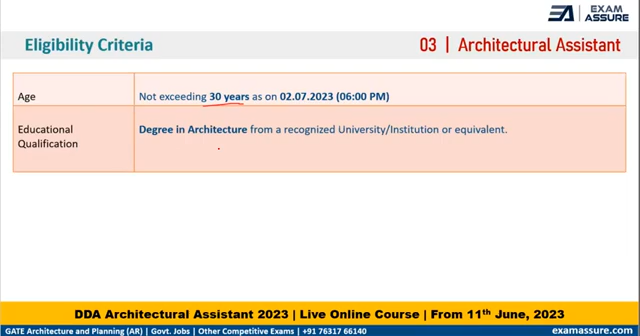 EXAM
ASSURE
Eligibility Criteria
03 | Architectural Assistant
Age
Not exceeding 30 years as on 02.07.2023 (06:00 PM)
Educational
Qualification
Degree in Architecture from a recognized University/Institution or equivalent.
DDA Architectural Assistant 2023 | Live Online Course | From 11th June, 2023
GATE Architecture and Planning (AR) | Govt. Jobs | Other Competitive Exams | +91 76317 66140
examassure.com